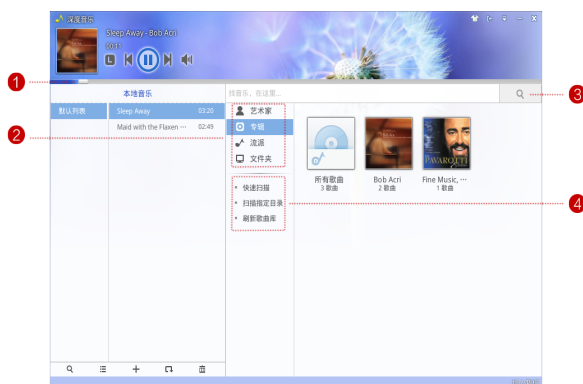 深度音乐
Sleep Away - Bob Acri
00:15
L
1
本地音乐
找音乐，在这里...
3
默认列表
Sleep Away 03:20
Maid with the Flaxen ··· 02:49
2
艺术家
专辑
流派
文件夹
PAVAROTTI
所有歌曲
3 歌曲
Bob Acri
2 歌曲
Fine Music, ···
1 歌曲
快速扫描
扫描指定目录
刷新歌曲库
4